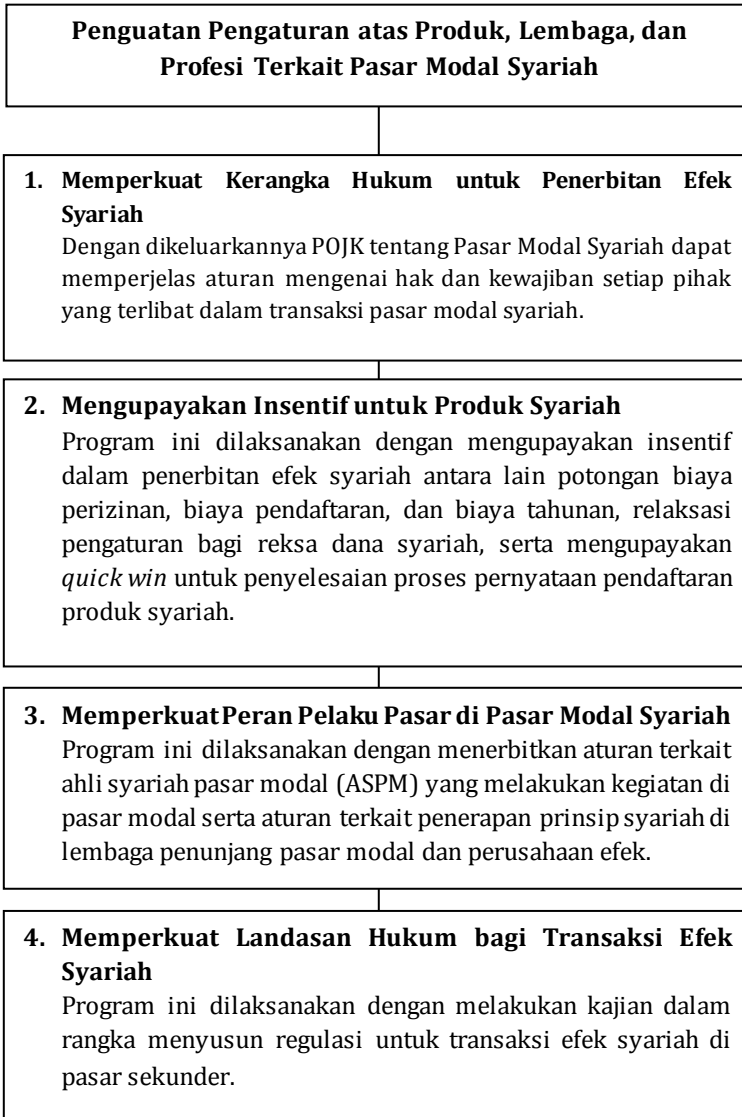 Penguatan Pengaturan atas Produk, Lembaga, dan
Profesi Terkait Pasar Modal Syariah
1. Memperkuat Kerangka Hukum untuk Penerbitan Efek
Syariah
Dengan dikeluarkannya POJK tentang Pasar Modal Syariah dapat
memperjelas aturan mengenai hak dan kewajiban setiap pihak
yang terlibat dalam transaksi pasar modal syariah.
2. Mengupayakan Insentif untuk Produk Syariah
Program ini dilaksanakan dengan mengupayakan insentif
dalam penerbitan efek syariah antara lain potongan biaya
perizinan, biaya pendaftaran, dan biaya tahunan, relaksasi
pengaturan bagi reksa dana syariah, serta mengupayakan
quick win untuk penyelesaian proses pernyataan pendaftaran
produk syariah.
3. Memperkuat Peran Pelaku Pasar di Pasar Modal Syariah
Program ini dilaksanakan dengan menerbitkan aturan terkait
ahli syariah pasar modal (ASPM) yang melakukan kegiatan di
pasar modal serta aturan terkait penerapan prinsip syariah di
lembaga penunjang pasar modal dan perusahaan efek.
4. Memperkuat Landasan Hukum bagi Transaksi Efek
Syariah
Program ini dilaksanakan dengan melakukan kajian dalam
rangka menyusun regulasi untuk transaksi efek syariah di
pasar sekunder.